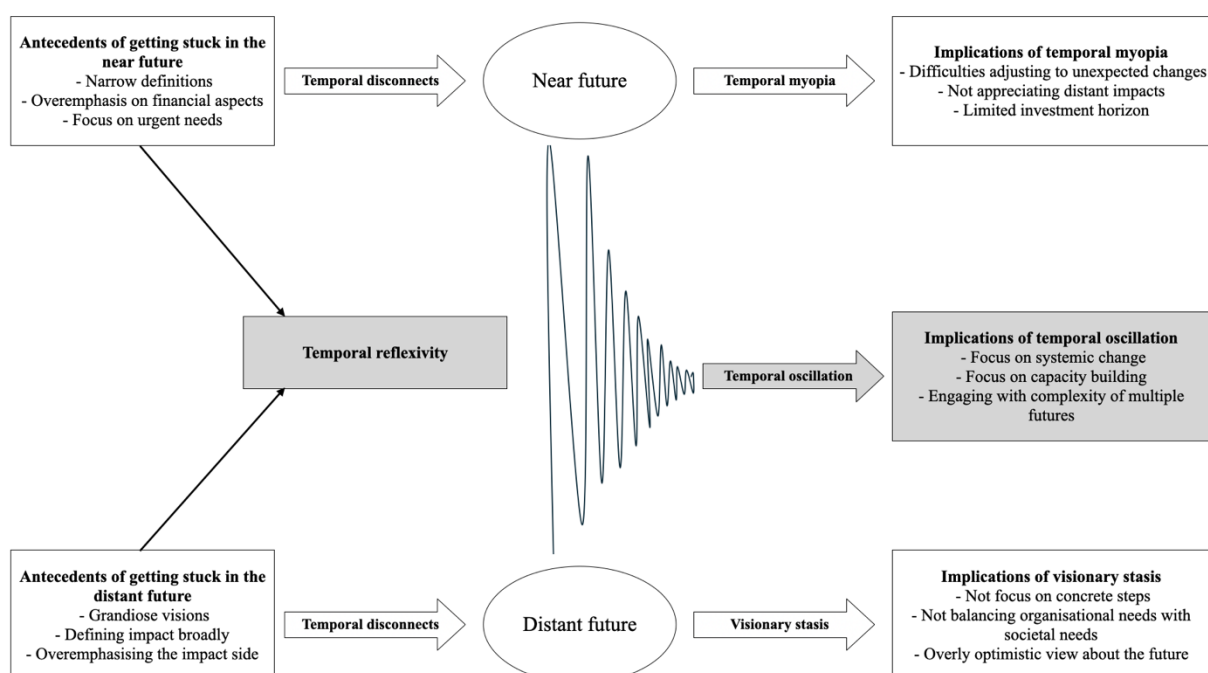 Antecedents of getting stuck in the
near future
- Narrow definitions
- Overemphasis on financial aspects
- Focus on urgent needs
Temporal disconnects
Near future
Temporal myopia
Implications of temporal myopia
- Difficulties adjusting to unexpected changes
- Not appreciating distant impacts
- Limited investment horizon
Temporal reflexivity
Temporal oscillation
Implications of temporal oscillation
- Focus on systemic change
- Focus on capacity building
- Engaging with complexity of multiple
futures
Antecedents of getting stuck in the
distant future
- Grandiose visions
- Defining impact broadly
- Overemphasising the impact side
Temporal disconnects
Distant future
Visionary stasis
Implications of visionary stasis
- Not focus on concrete steps
- Not balancing organisational needs with
societal needs
- Overly optimistic view about the future